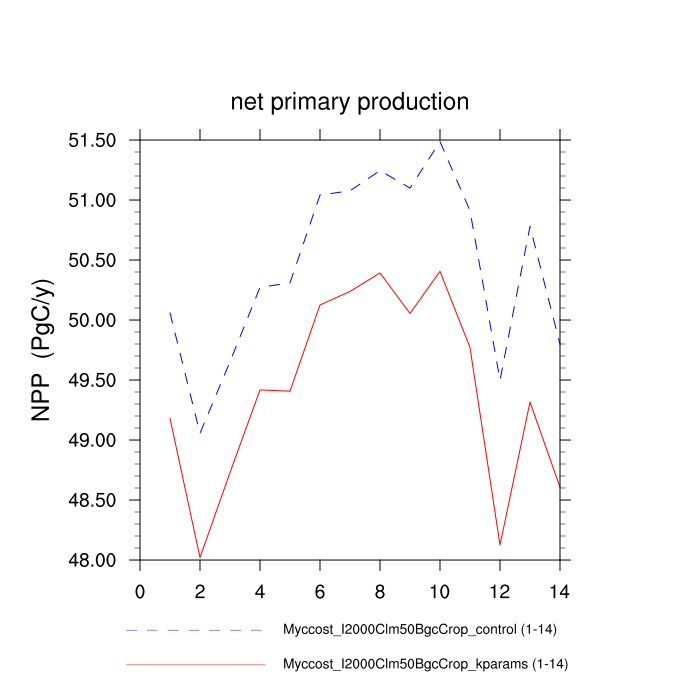 net primary production
51.50
51.00
50.50
50.00
49.50
49.00
48.50
48.00
NPP (PgC/y)
0 2 4 6 8 10 12 14
Myccost_I2000Clm50BgcCrop_control (1-14)
Myccost_I2000Clm50BgcCrop_kparams (1-14)